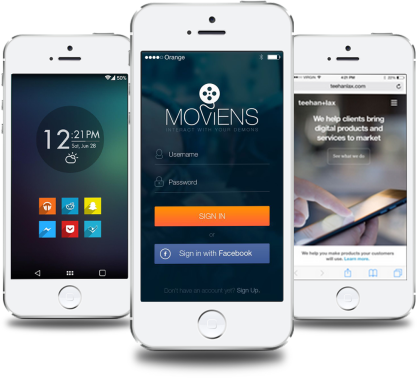 50%
12:21 PM
Sat, Jun 28
Orange
MOViENS
INTERACT WITH YOUR DEMONS
Username
Password
SIGN IN
or
Sign in with Facebook
Don't have an account yet? Sign Up.
4:21 PM
teehanlax.com
teehan+lax
We help clients bring
digital products and
services to market
See what we do
We help you make products your customers
will use. Learn more.